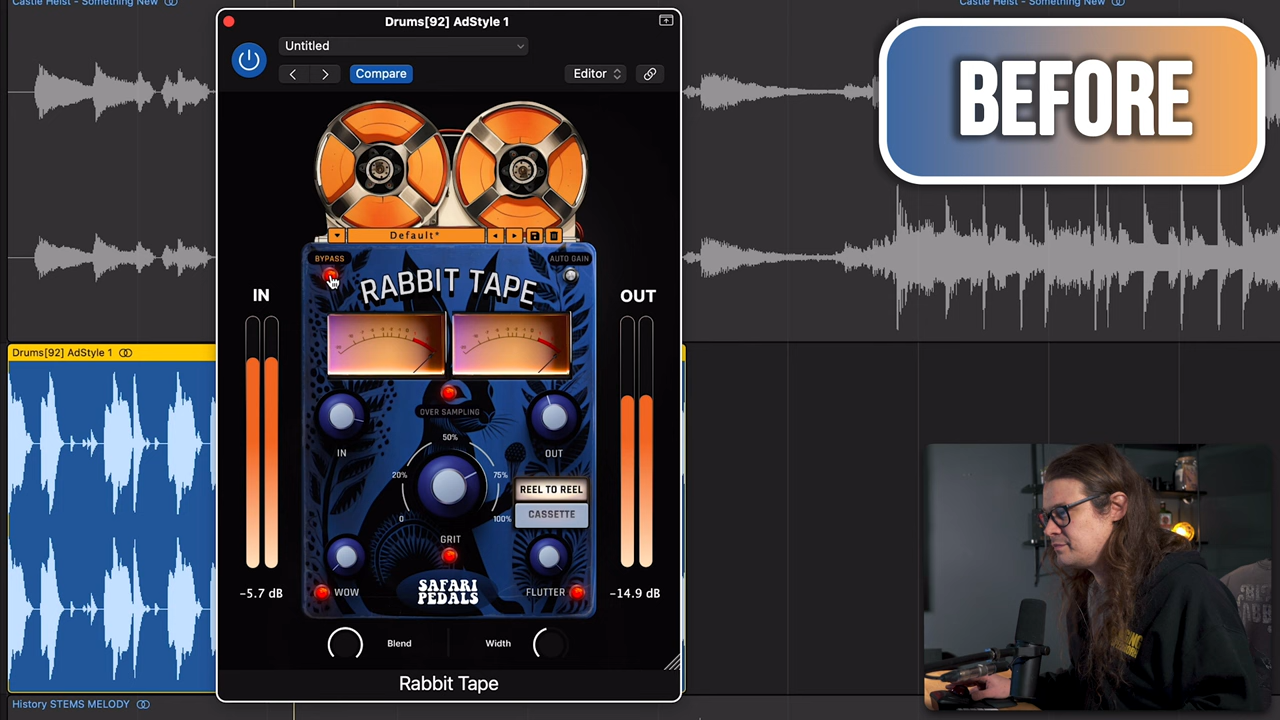 Castle Heist - Something New
Castle Heist - Something New
Drums[92] AdStyle 1
Untitled
Compare
Editor
BEFORE
Default*
BYPASS
AUTO GAIN
RABBIT TAPE
IN
OUT
OVER SAMPLING
50%
IN
OUT
20%
75%
REEL TO REEL
0
100%
CASSETTE
GRIT
WOW
SAFARI
PEDALS
FLUTTER
-5.7 dB
-14.9 dB
Blend
Width
Rabbit Tape
Drums[92] AdStyle 1
History STEMS MELODY